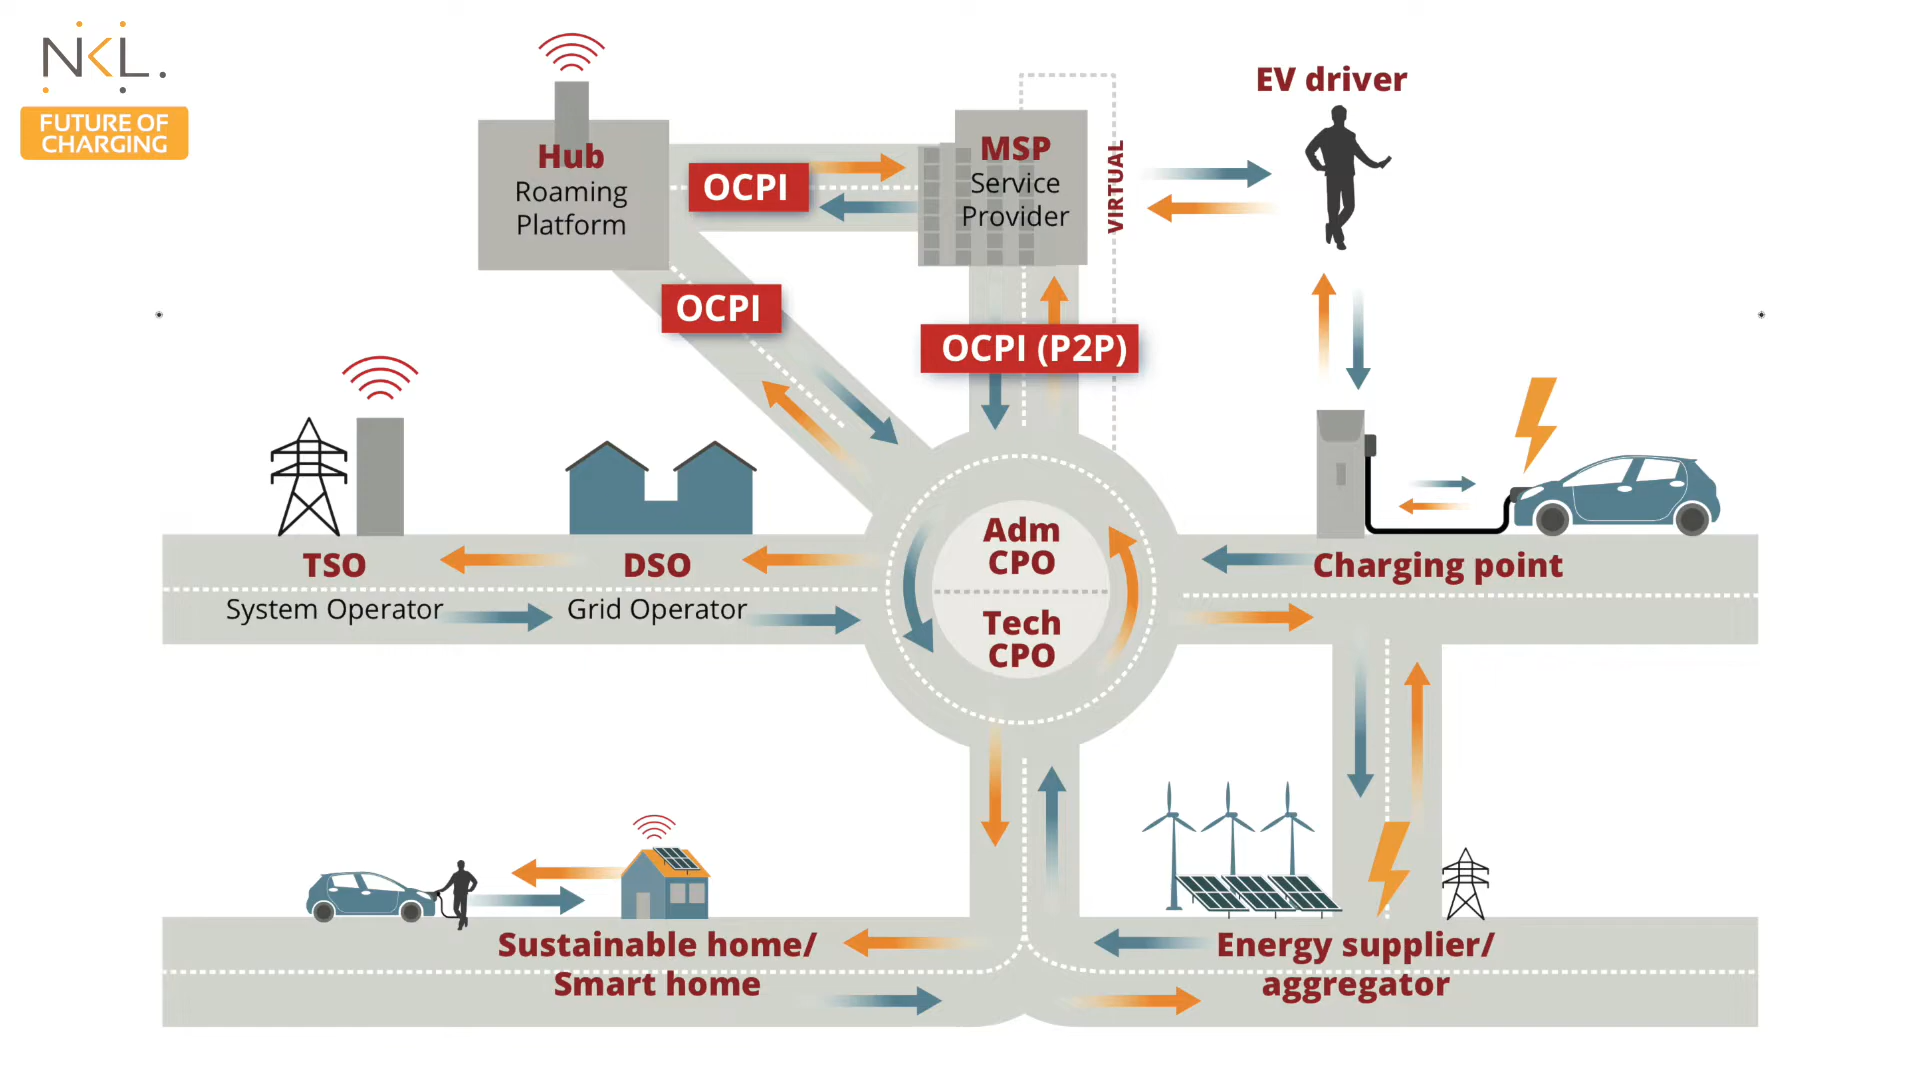 NKL.
FUTURE OF
CHARGING
Hub
Roaming
Platform
OCPI
MSP
Service
Provider
VIRTUAL
EV driver
OCPI
OCPI (P2P)
TSO
System Operator
DSO
Grid Operator
Adm
CPO
Tech
CPO
Charging point
Sustainable home/
Smart home
Energy supplier/
aggregator